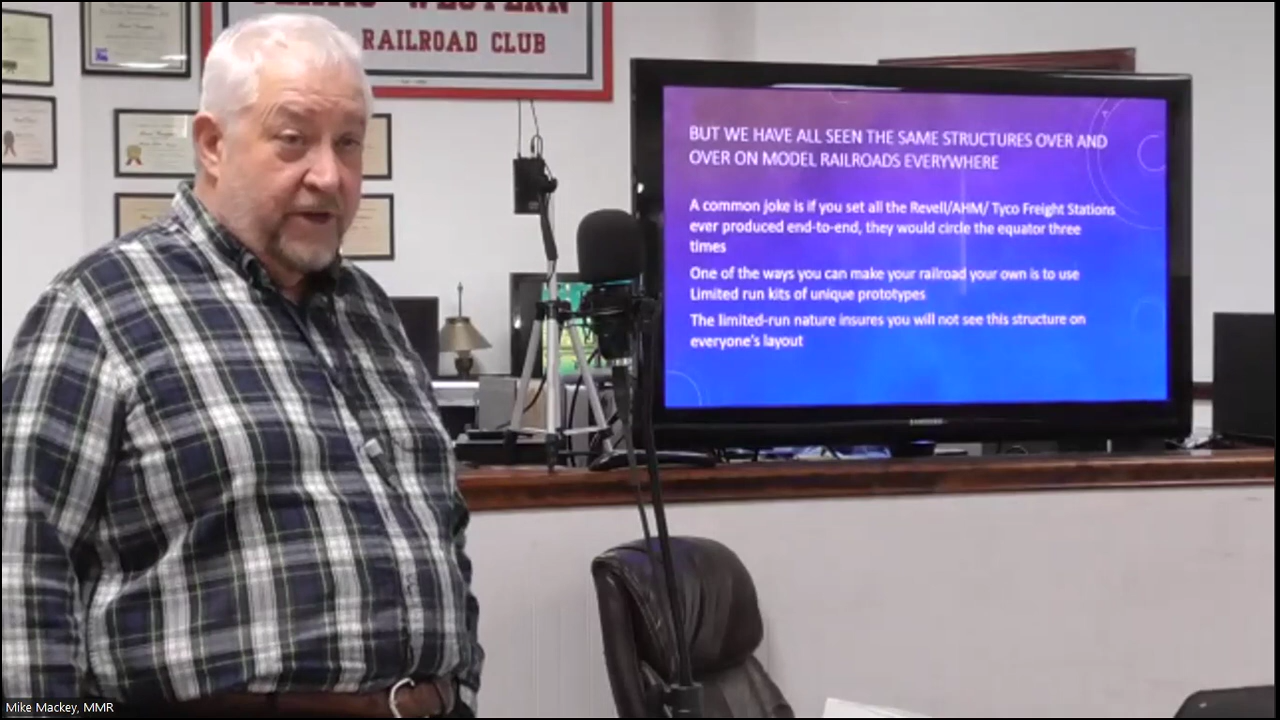 WESTERN
RAILROAD CLUB
BUT WE HAVE ALL SEEN THE SAME STRUCTURES OVER AND
OVER ON MODEL RAILROADS EVERYWHERE
A common joke is if you set all the Revell/AHM/ Tyco Freight Stations
ever produced end-to-end, they would circle the equator three
times
One of the ways you can make your railroad your own is to use
Limited run kits of unique prototypes
The limited-run nature insures you will not see this structure on
everyone's layout
SAMSUNG
Mike Mackey, MMR